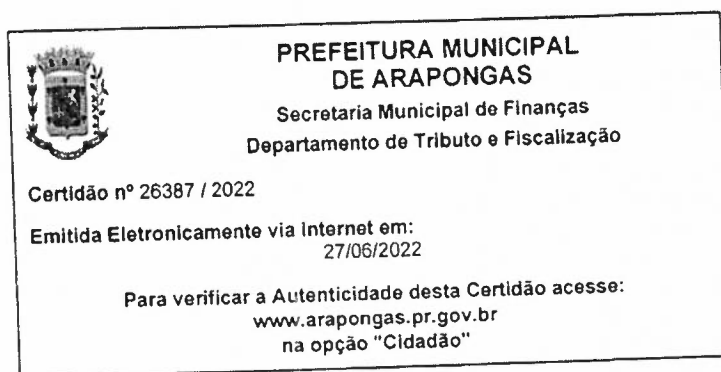 PREFEITURA MUNICIPAL
DE ARAPONGAS
Secretaria Municipal de Finanças
Departamento de Tributo e Fiscalização
Certidão nº 26387 / 2022
Emitida Eletronicamente via Internet em:
27/06/2022
Para verificar a Autenticidade desta Certidão acesse:
www.arapongas.pr.gov.br
na opção "Cidadão"